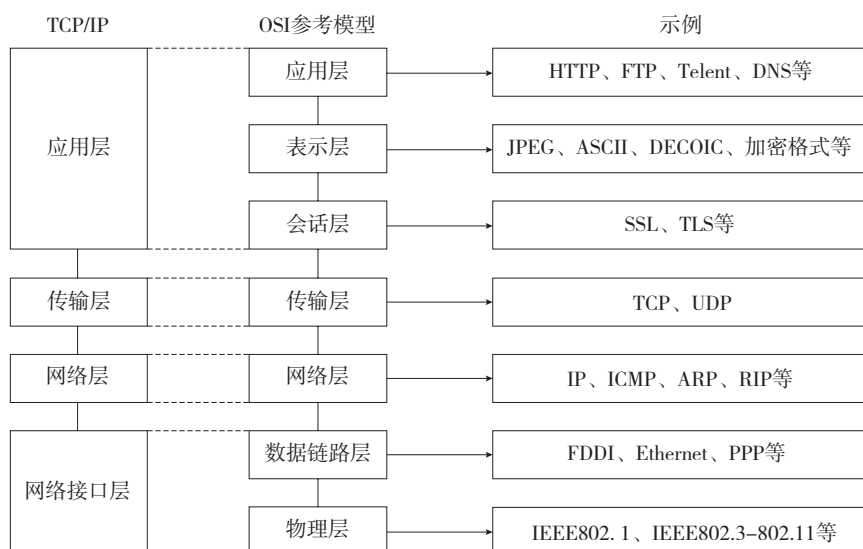 TCP/IP OSI参考模型 示例
应用层 HTTP、FTP、Telent、DNS等
应用层 表示层 JPEG、ASCII、DECOIC、加密格式等
会话层 SSL、TLS等
传输层 传输层 TCP、UDP
网络层 网络层 IP、ICMP、ARP、RIP等
数据链路层 FDDI、Ethernet、PPP等
网络接口层
物理层 IEEE802. 1、IEEE802.3-802.11等